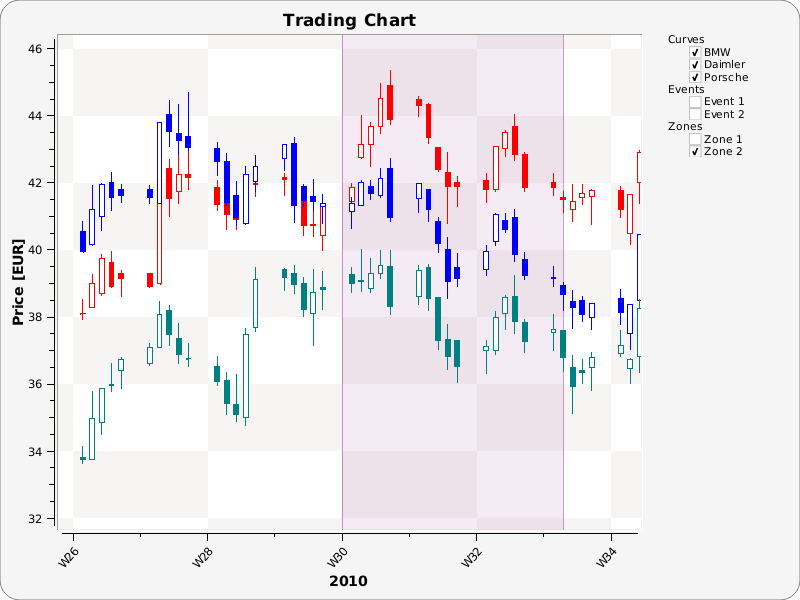 Trading Chart
Curves
BMW
Daimler
Porsche
Events
Event 1
Event 2
Zones
Zone 1
Zone 2
Price [EUR]
46
44
42
40
38
36
34
32
W26
W28
W30
W32
W34
2010